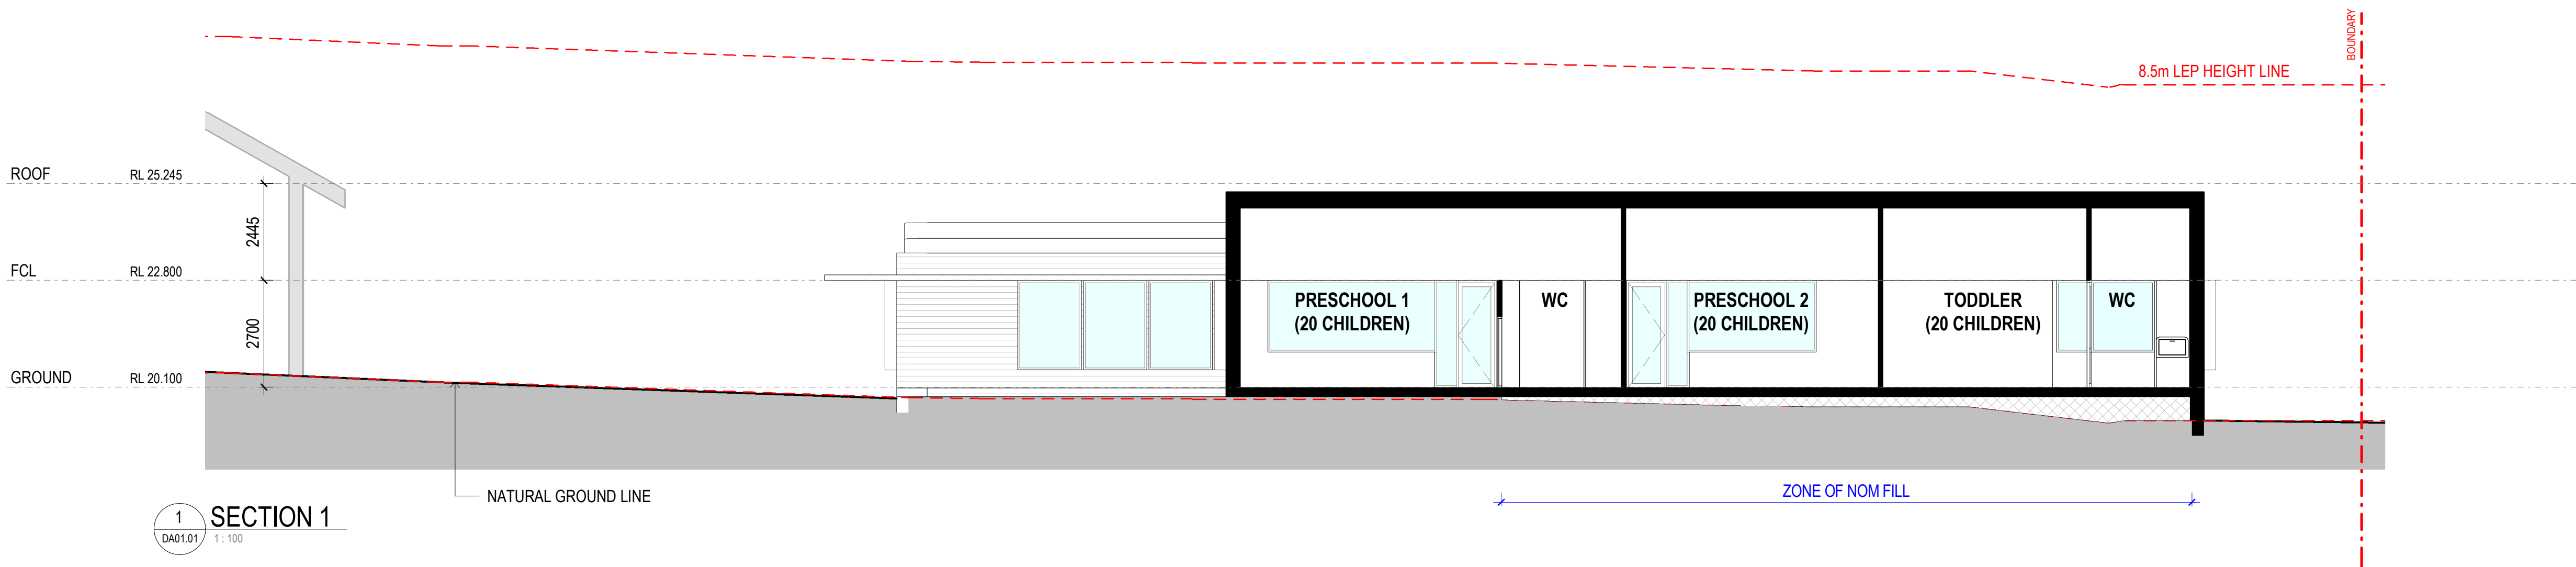 BOUNDARY
8.5m LEP HEIGHT LINE
ROOF RL 25.245
2445
FCL RL 22.800
2700
GROUND RL 20.100
PRESCHOOL 1
(20 CHILDREN)
WC
PRESCHOOL 2
(20 CHILDREN)
TODDLER
(20 CHILDREN)
WC
NATURAL GROUND LINE
ZONE OF NOM FILL
1
DA01.01
SECTION 1
1 : 100